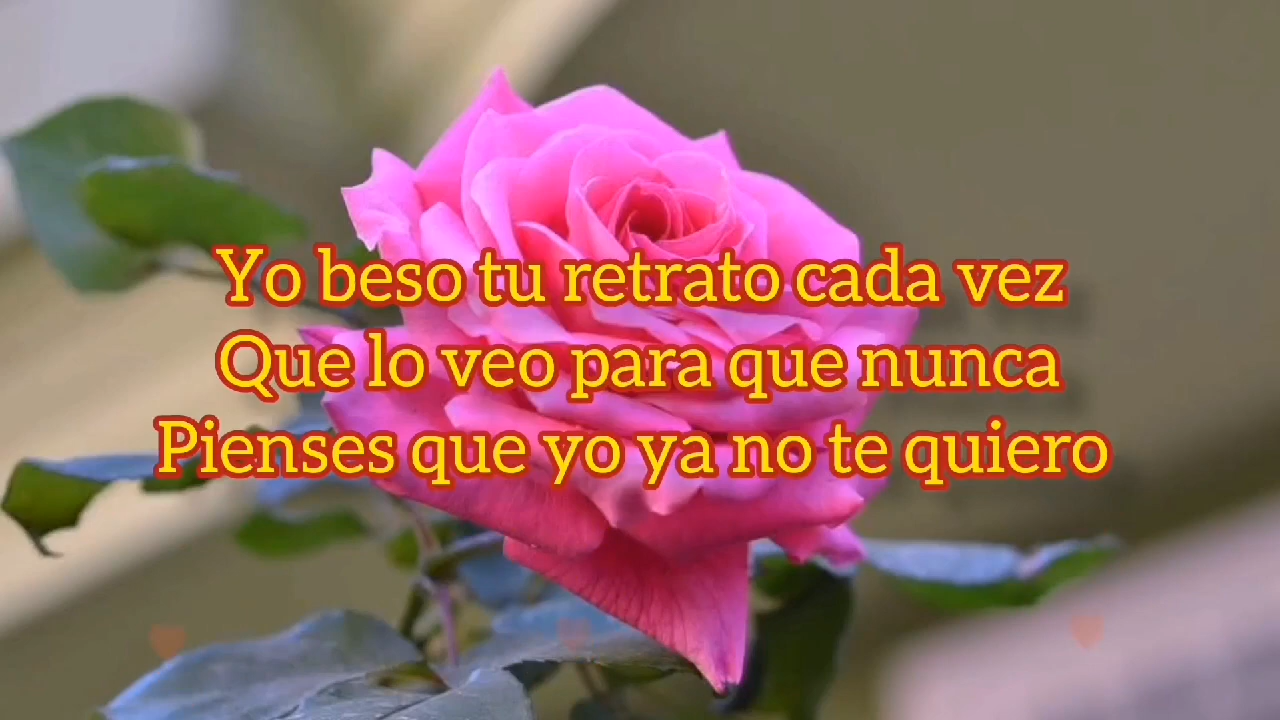 Yo beso tu retrato cada vez
Que lo veo para que nunca
Pienses que yo ya no te quiero